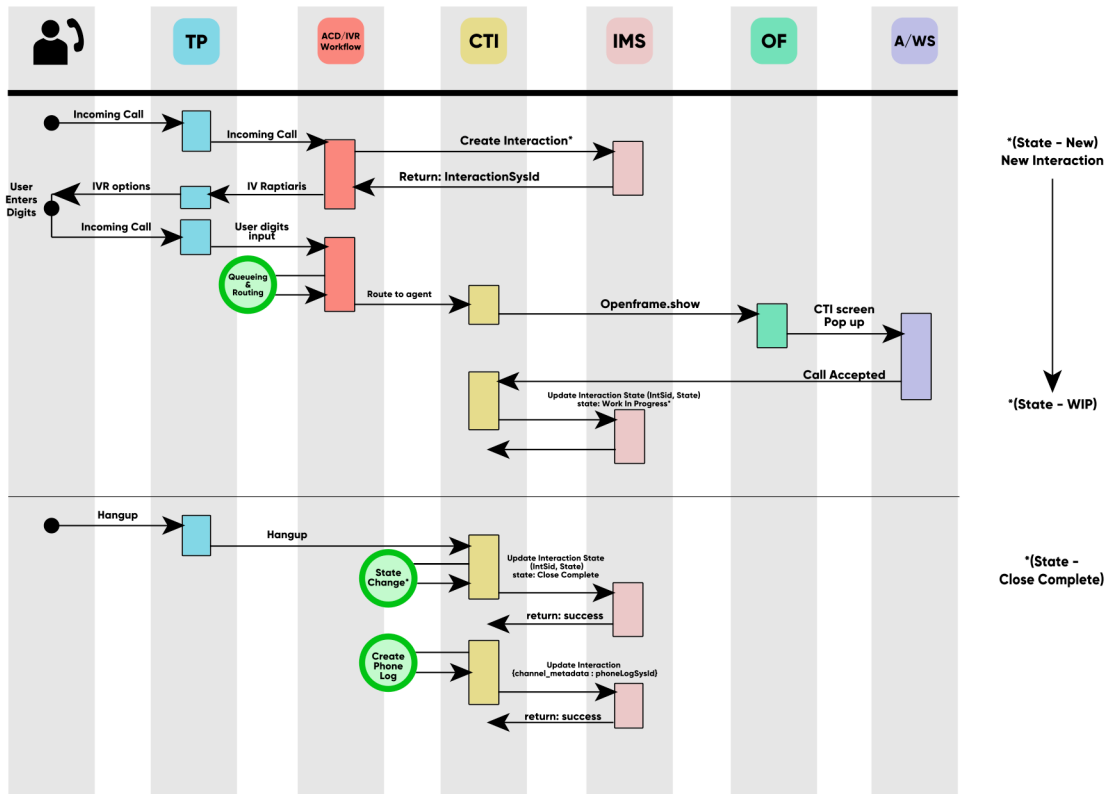 TP
ACD/IVR
Workflow
CTI
IMS
OF
A/WS
Incoming Call
Incoming Call
Create Interaction*
*(State - New)
New Interaction
Return: InteractionSysId
User
Enters
Digits
IVR options
IV Raptiaris
Incoming Call
User digits
input
Queueing
&
Routing
Route to agent
Openframe.show
CTI screen
Pop up
Call Accepted
Update Interaction State (IntSid, State)
state: Work In Progress*
*(State - WIP)
Hangup
Hangup
State
Change*
Update Interaction State
(IntSid, State)
state: Close Complete
*(State -
Close Complete)
return: success
Create
Phone
Log
Update Interaction
{channel_metadata : phoneLogSysId}
return: success